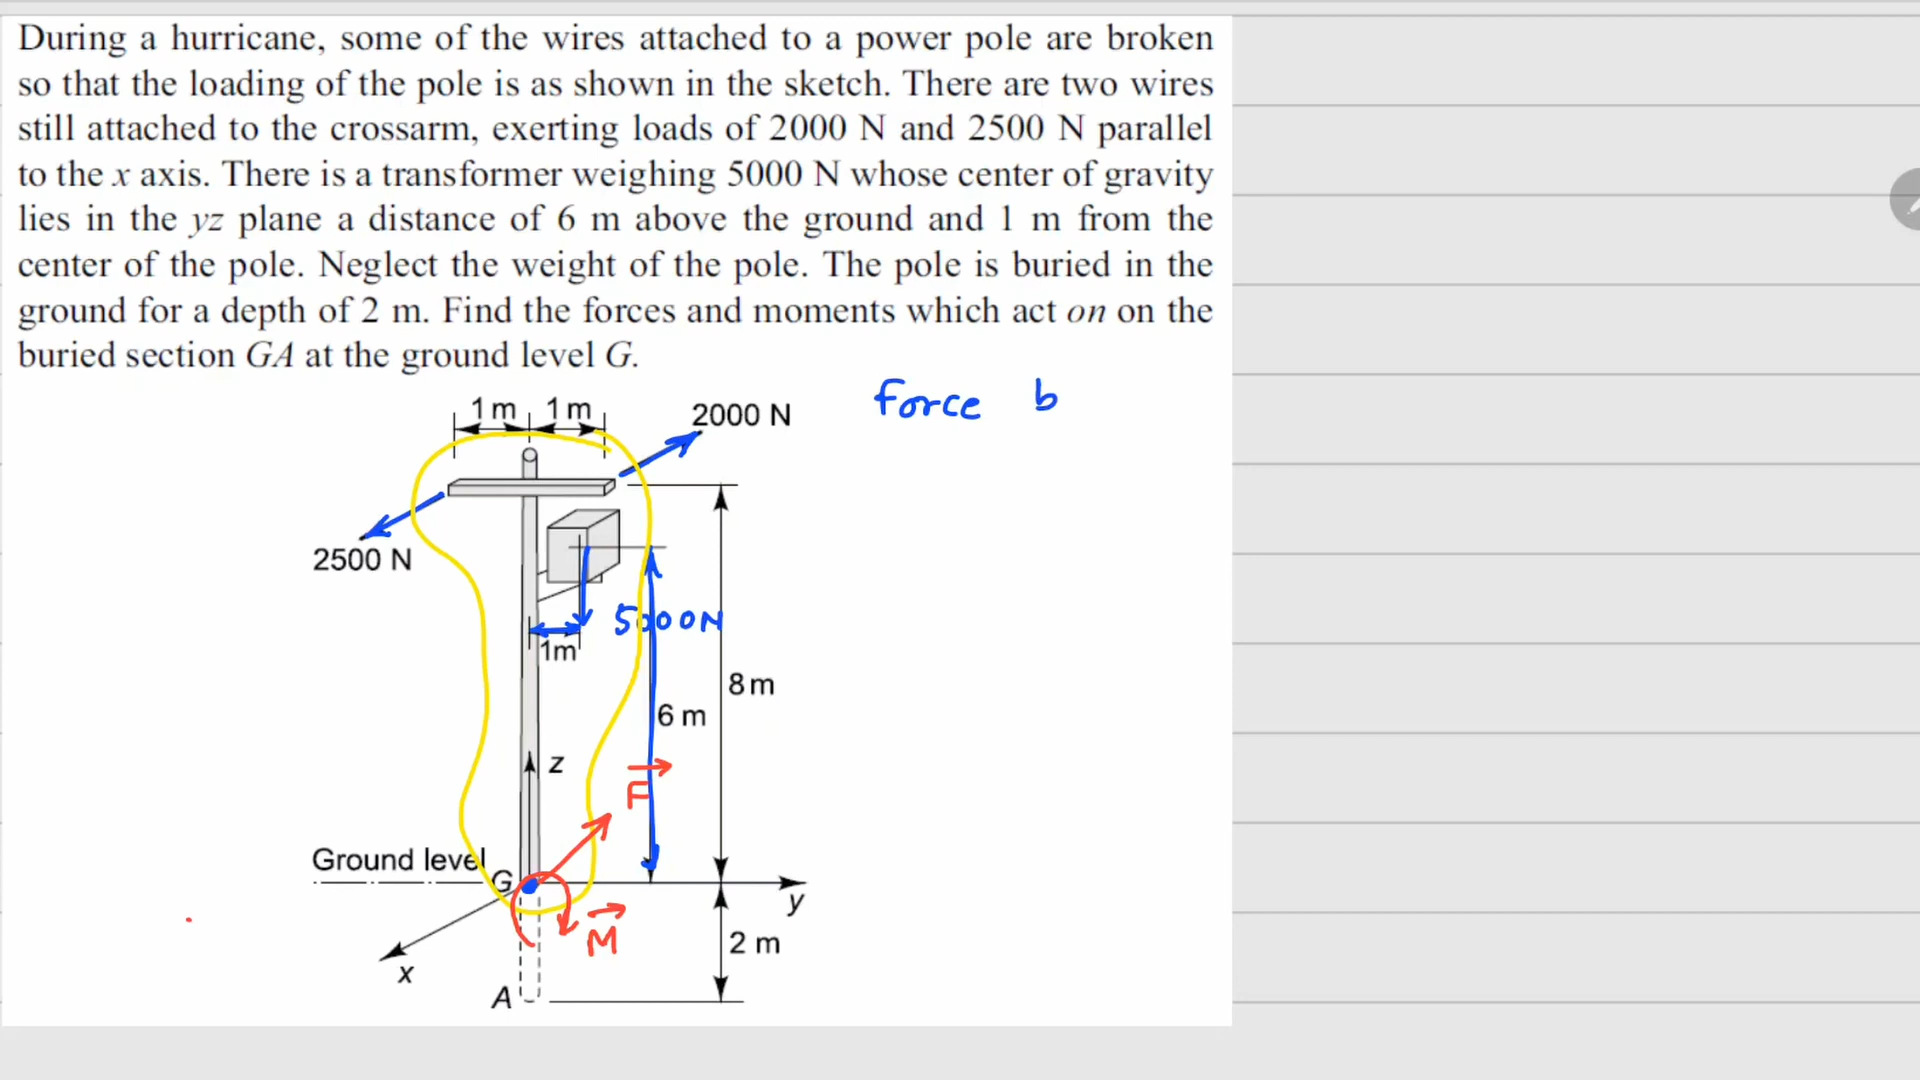 During a hurricane, some of the wires attached to a power pole are broken
so that the loading of the pole is as shown in the sketch. There are two wires
still attached to the crossarm, exerting loads of 2000 N and 2500 N parallel
to the x axis. There is a transformer weighing 5000 N whose center of gravity
lies in the yz plane a distance of 6 m above the ground and 1 m from the
center of the pole. Neglect the weight of the pole. The pole is buried in the
ground for a depth of 2 m. Find the forces and moments which act on on the
buried section GA at the ground level G.
force b
1 m 1 m
2000 N
2500 N
5000N
1m
8 m
6 m
z
F
Ground level
G
y
M
2 m
x
A